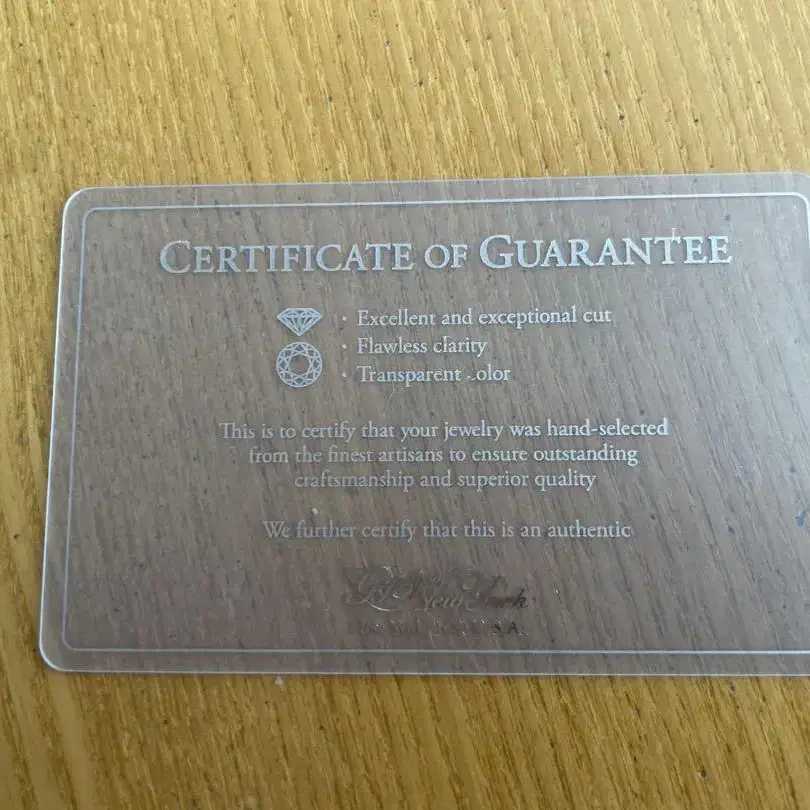 CERTIFICATE OF GUARANTEE
· Excellent and exceptional cut
· Flawless clarity
· Transparent color
This is to certify that your jewelry was hand-selected
from the finest artisans to ensure outstanding
craftsmanship and superior quality
We further certify that this is an authentic